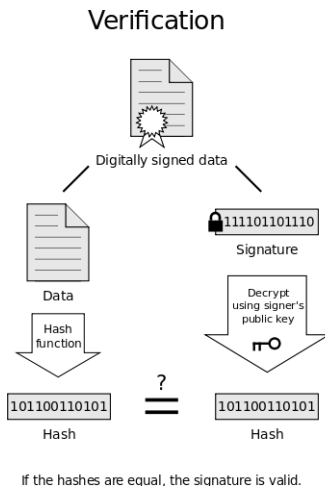 Verification
Digitally signed data
111101101110
Signature
Data
Hash
function
Decrypt
using signer's
public key
101100110101
Hash
?
=
101100110101
Hash
If the hashes are equal, the signature is valid.